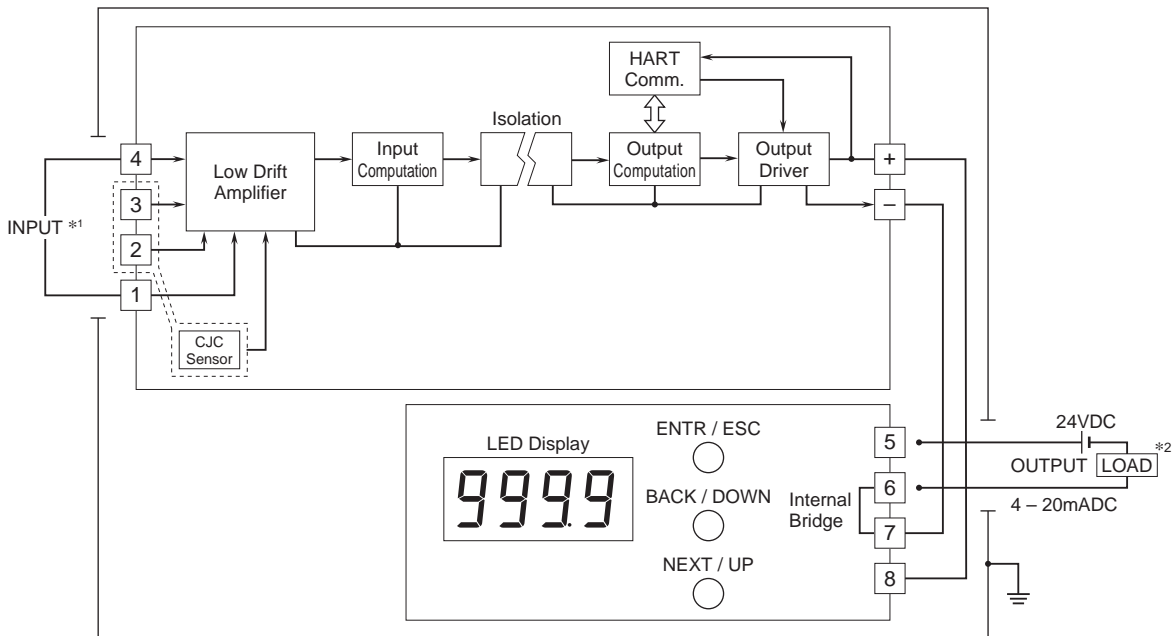 HART
Comm.
Isolation
Input
Computation
Output
Computation
Output
Driver
Low Drift
Amplifier
4
3
INPUT *1
2
1
+
–
CJC
Sensor
LED Display
999.9
ENTR / ESC
BACK / DOWN
NEXT / UP
Internal
Bridge
5
6
7
8
24VDC
OUTPUT
LOAD
*2
4 – 20mADC